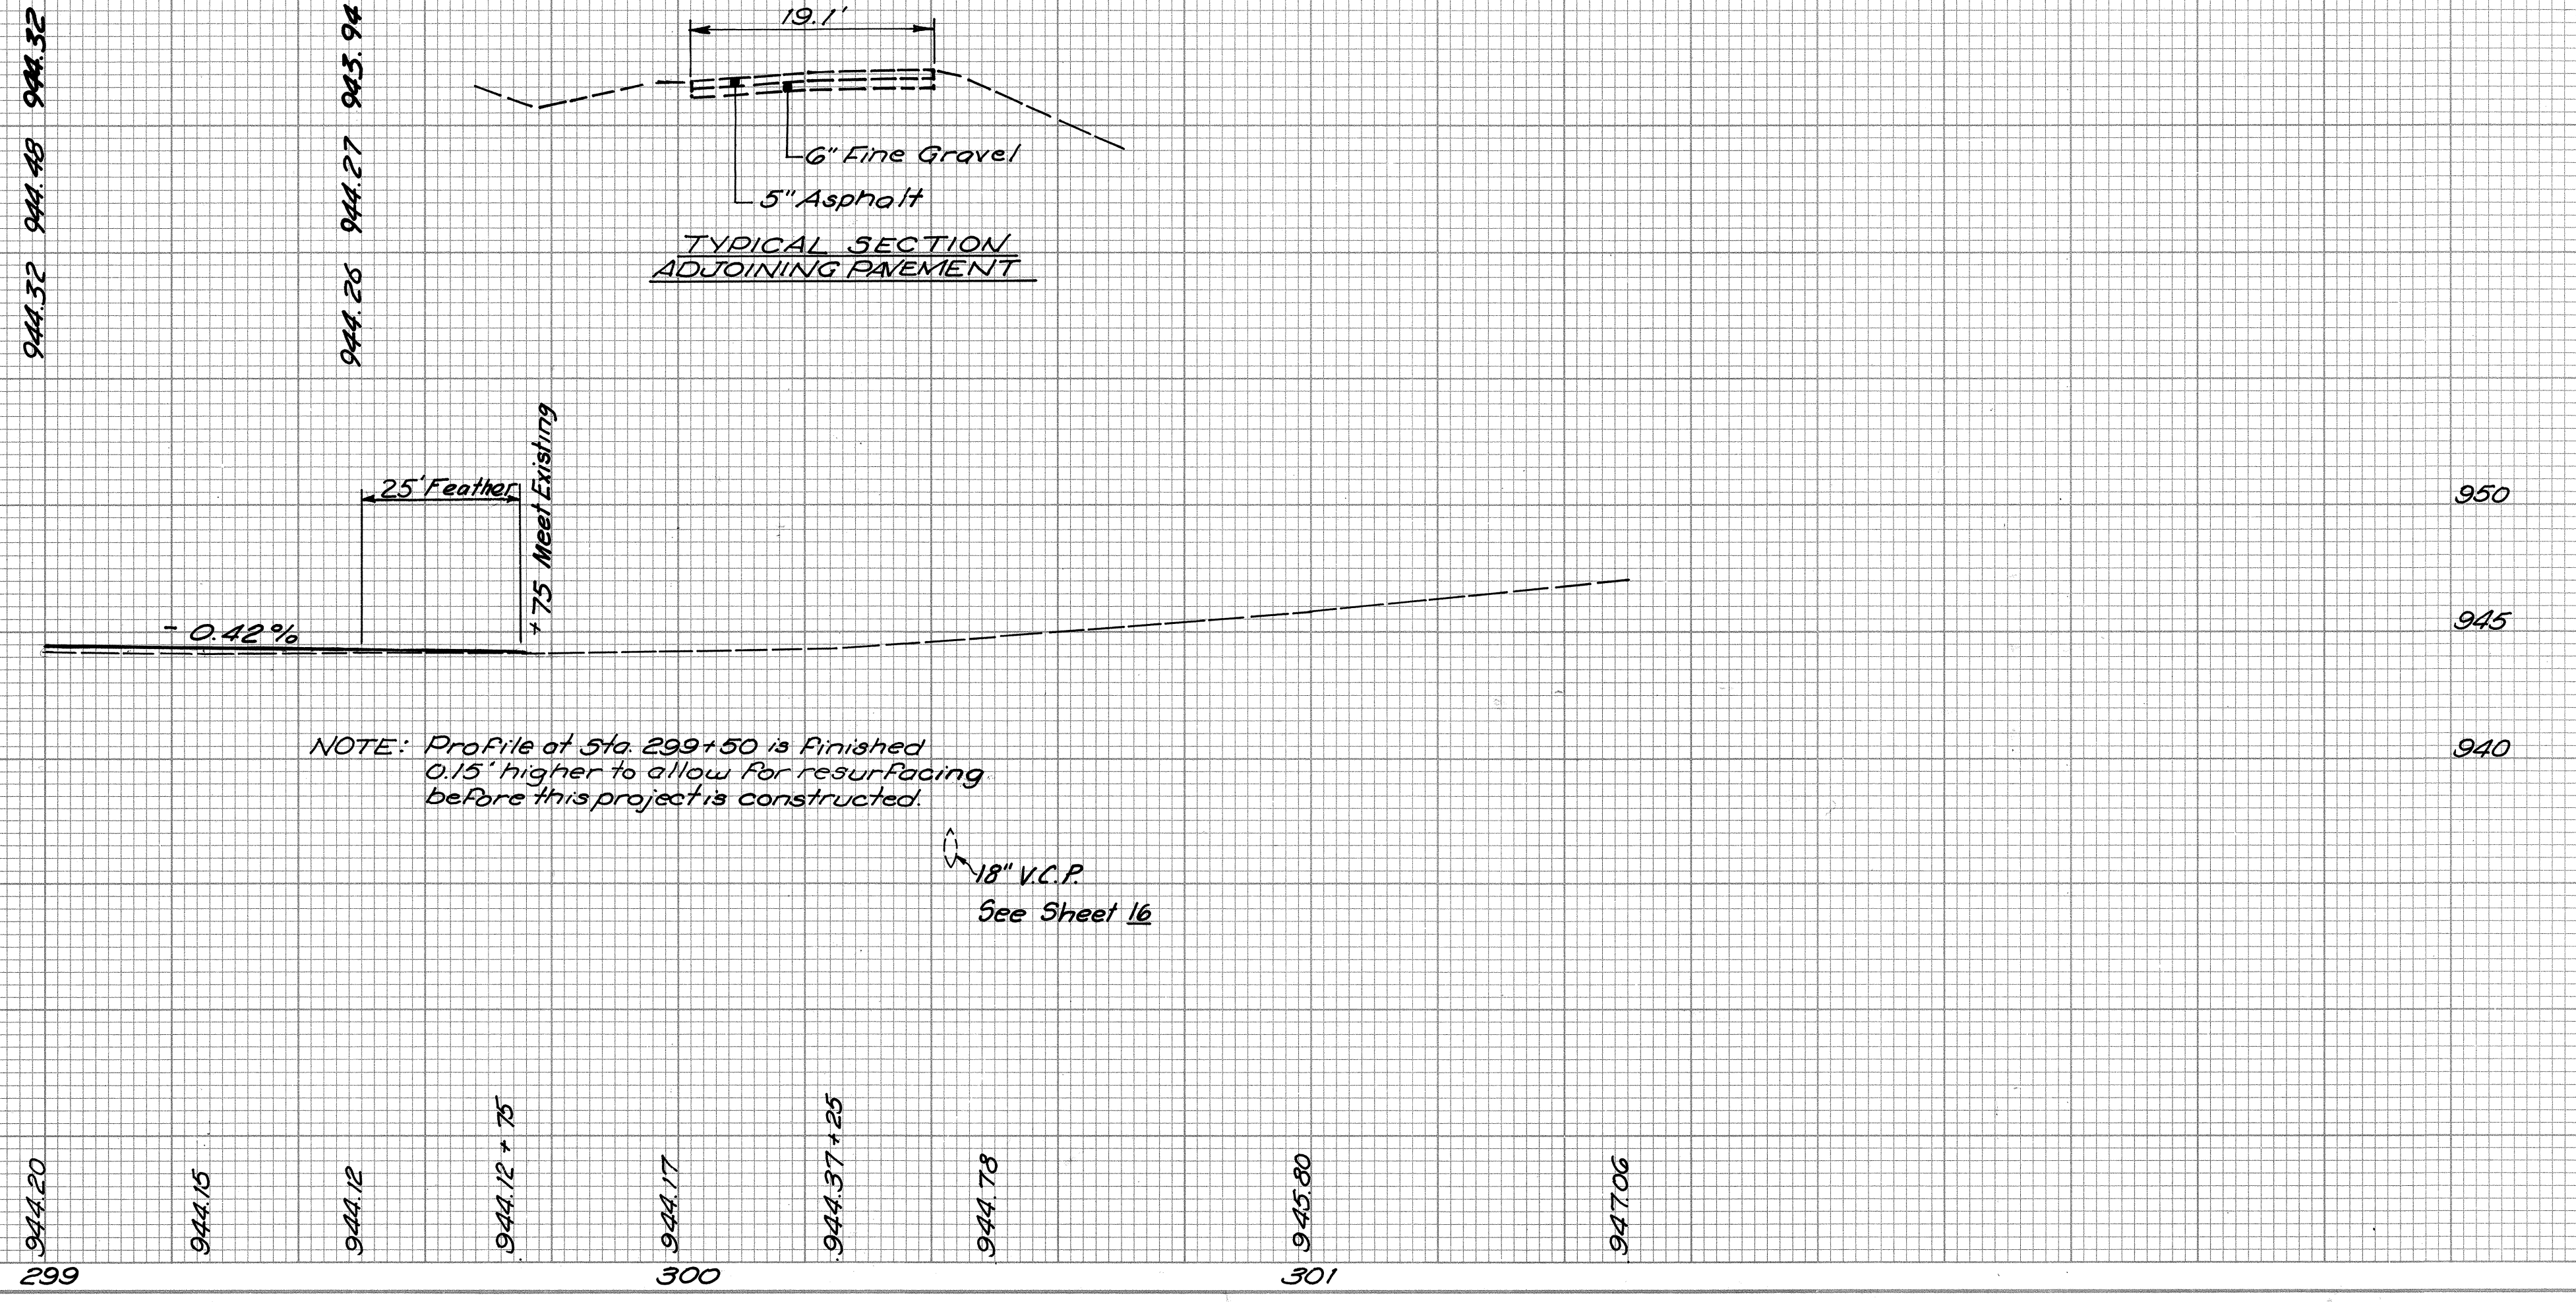 944.32 944.48 944.32
944.26 944.27 943.94
19.1'
6" Fine Gravel
5" Asphalt
TYPICAL SECTION
ADJOINING PAVEMENT
25' Feather
+75 Meet Existing
- 0.42%
950
945
940
NOTE: Profile at Sta. 299+50 is finished
0.15' higher to allow for resurfacing
before this project is constructed.
18" V.C.P.
See Sheet 16
944.20
944.15
944.12
944.12 + 75
944.17
944.37 + 25
944.78
945.80
947.06
299 300 301